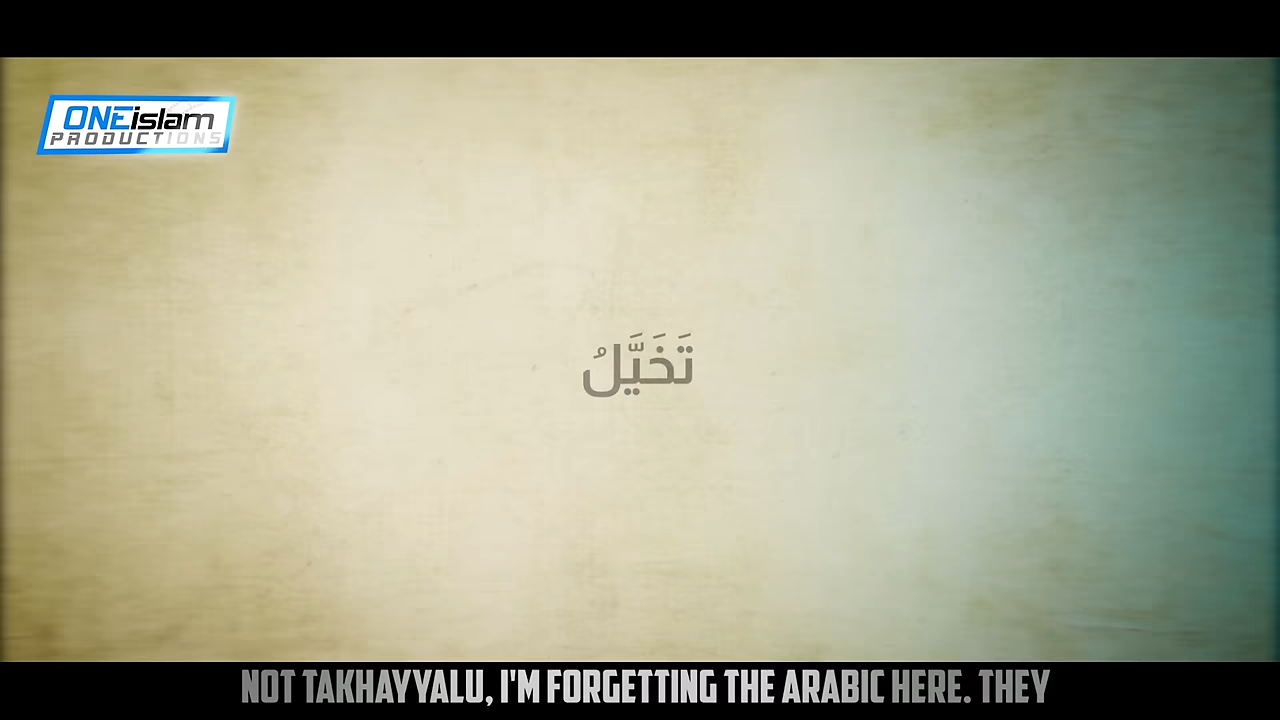 ONEislam
PRODUCTIONS
تَخَيَّلُ
NOT TAKHAYYALU, I'M FORGETTING THE ARABIC HERE. THEY